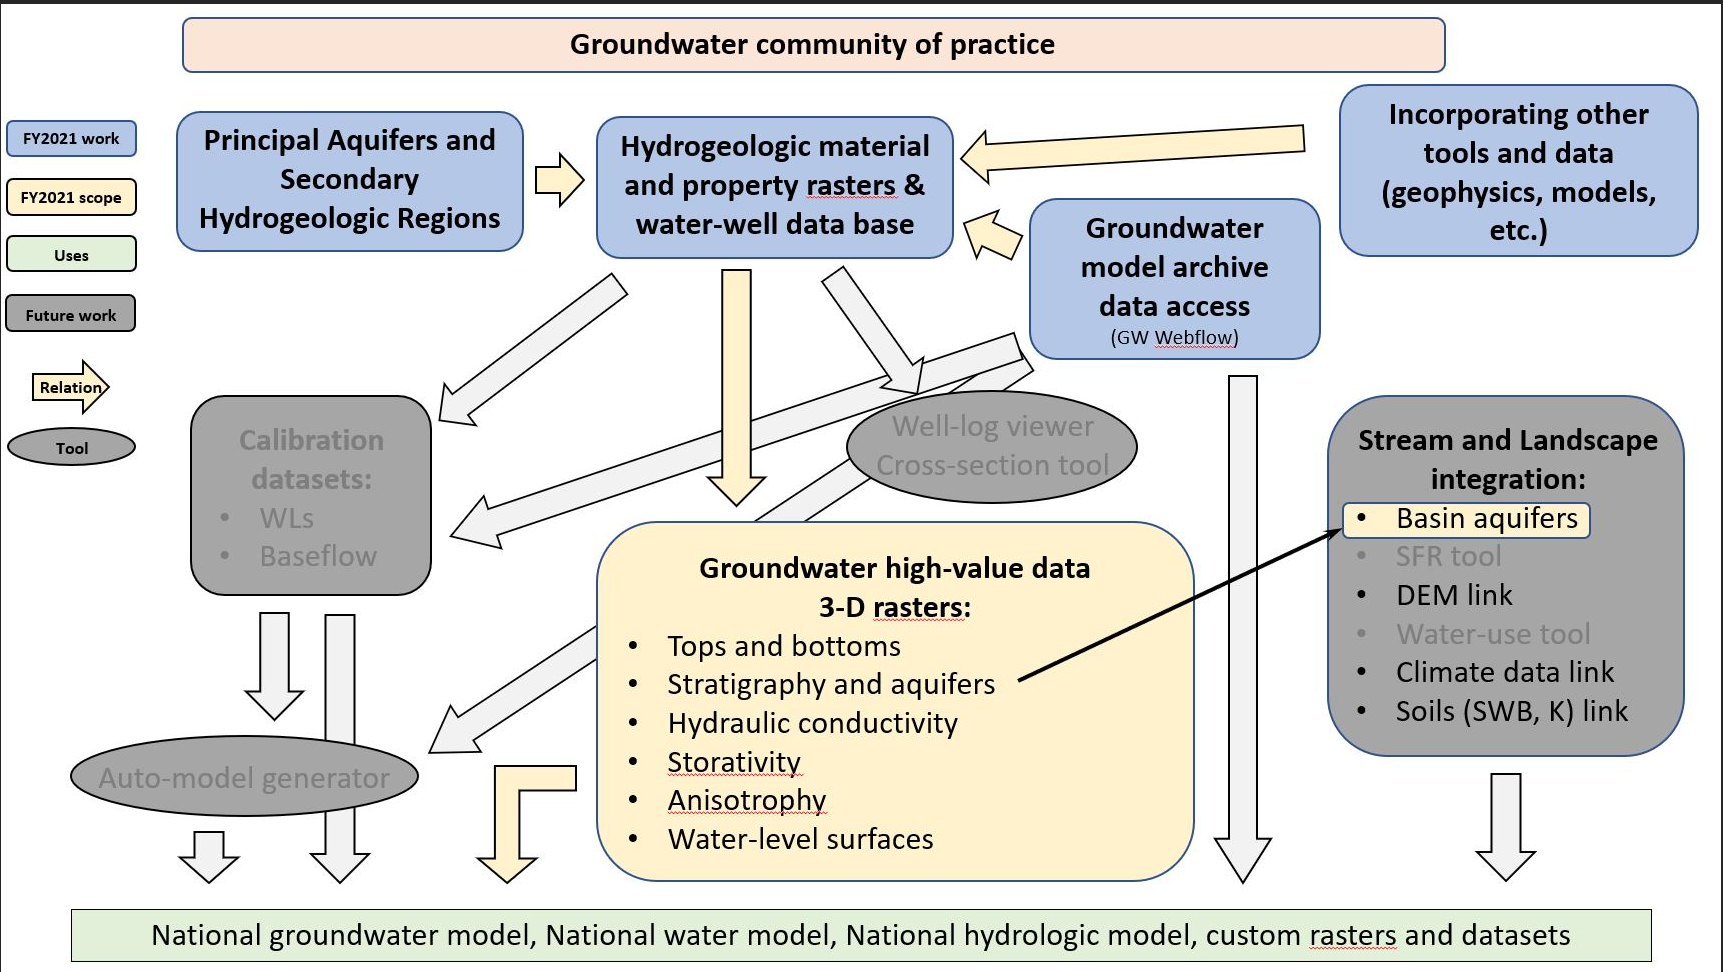 Groundwater community of practice
FY2021 work
FY2021 scope
Uses
Future work
Relation
Tool
Principal Aquifers and
Secondary
Hydrogeologic Regions
Hydrogeologic material
and property rasters &
water-well data base
Incorporating other
tools and data
(geophysics, models,
etc.)
Groundwater
model archive
data access
(GW Webflow)
Calibration
datasets:
• WLs
• Baseflow
Well-log viewer
Cross-section tool
Stream and Landscape
integration:
• Basin aquifers
• SFR tool
• DEM link
• Water-use tool
• Climate data link
• Soils (SWB, K) link
Groundwater high-value data
3-D rasters:
• Tops and bottoms
• Stratigraphy and aquifers
• Hydraulic conductivity
• Storativity
• Anisotrophy
• Water-level surfaces
Auto-model generator
National groundwater model, National water model, National hydrologic model, custom rasters and datasets